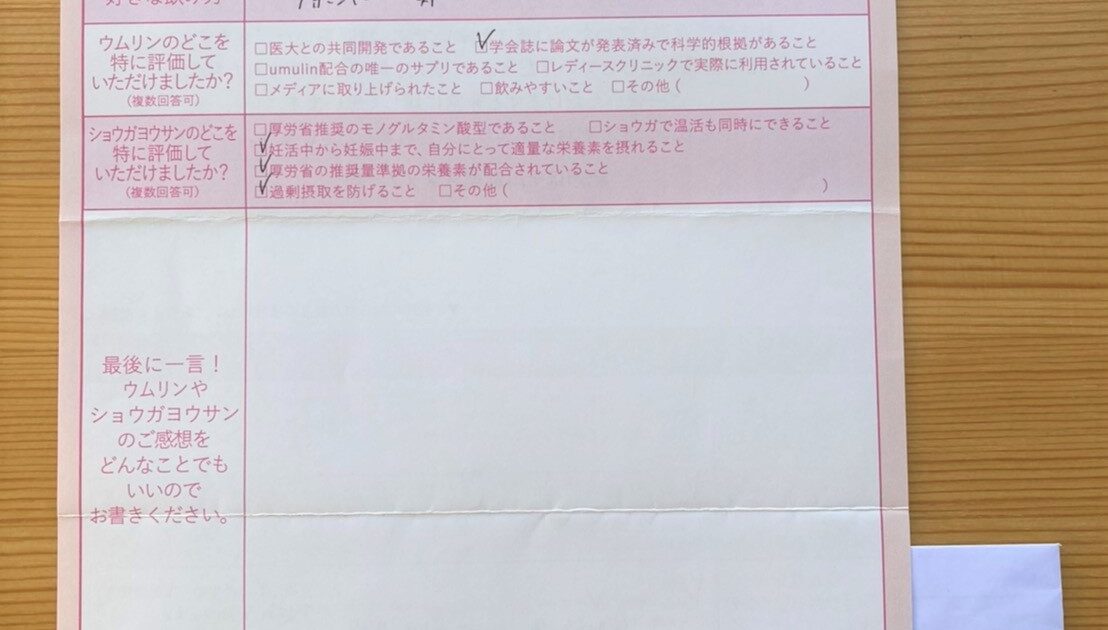 ウムリンのどこを
特に評価して
いただけましたか?
(複数回答可)
□医大との共同開発であること ☑学会誌に論文が発表済みで科学的根拠があること
□umulin配合の唯一のサプリであること □レディースクリニックで実際に利用されていること
□メディアに取り上げられたこと □飲みやすいこと □その他( )
ショウガヨウサンのどこを
特に評価して
いただけましたか?
(複数回答可)
□厚労省推奨のモノグルタミン酸型であること □ショウガで温活も同時にできること
☑妊活中から妊娠中まで、自分にとって適量な栄養素を摂れること
☑厚労省の推奨量準拠の栄養素が配合されていること
☑過剰摂取を防げること □その他( )
最後に一言!
ウムリンや
ショウガヨウサン
のご感想を
どんなことでも
いいので
お書きください。